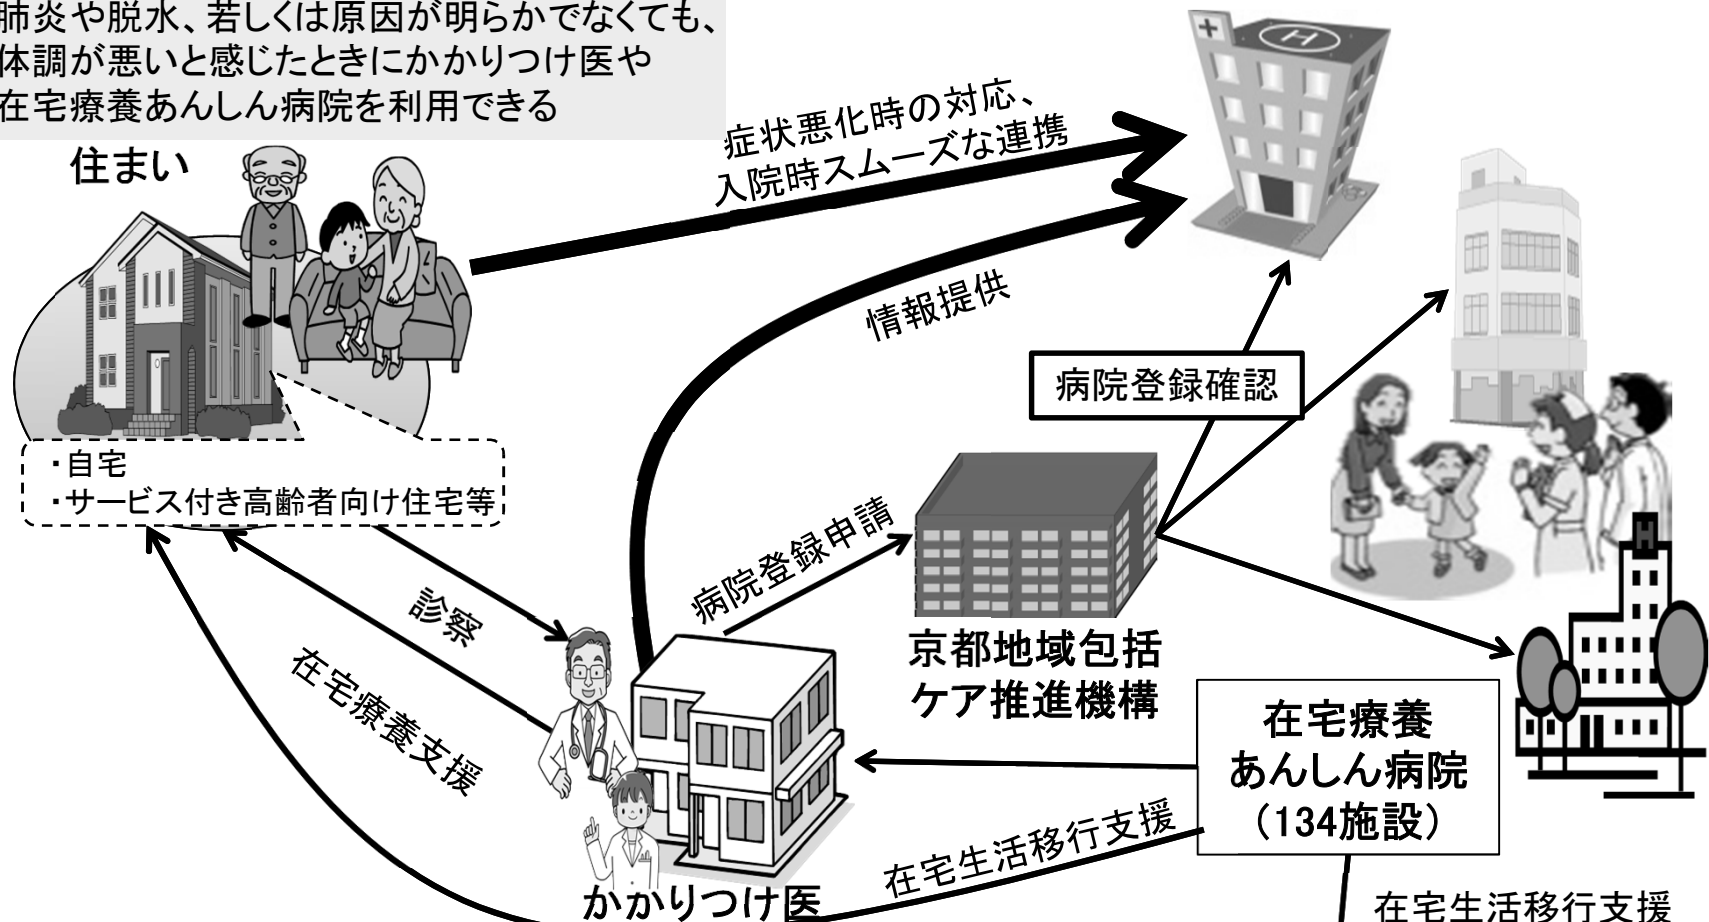 肺炎や脱水、若しくは原因が明らかでなくても、
体調が悪いと感じたときにかかりつけ医や
在宅療養あんしん病院を利用できる
住まい
症状悪化時の対応、
入院時スムーズな連携
情報提供
病院登録確認
・自宅
・サービス付き高齢者向け住宅等
病院登録申請
診察
在宅療養支援
京都地域包括
ケア推進機構
在宅療養
あんしん病院
（134施設）
在宅生活移行支援
かかりつけ医
在宅生活移行支援
H
H